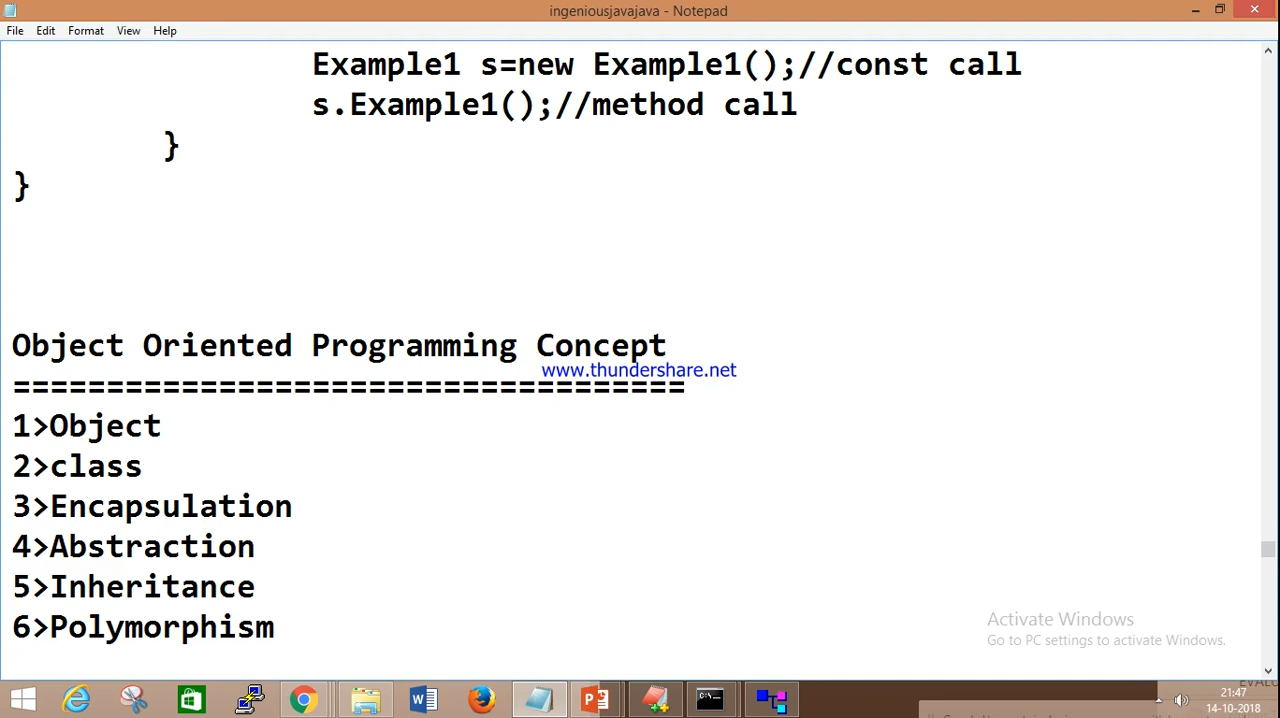 ingeniousjavajava - Notepad
File Edit Format View Help
Example1 s=new Example1();//const call
s.Example1();//method call
}
}
Object Oriented Programming Concept
www.thundershare.net
====================================
1>Object
2>class
3>Encapsulation
4>Abstraction
5>Inheritance
6>Polymorphism
Activate Windows
Go to PC settings to activate Windows.
21:47
14-10-2018